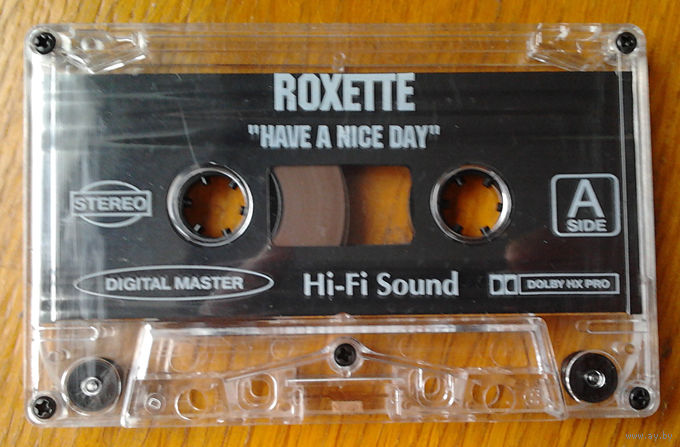 ROXETTE
"HAVE A NICE DAY"
STEREO
A
SIDE
DIGITAL MASTER
Hi-Fi Sound
DOLBY HX PRO
www.ay.by